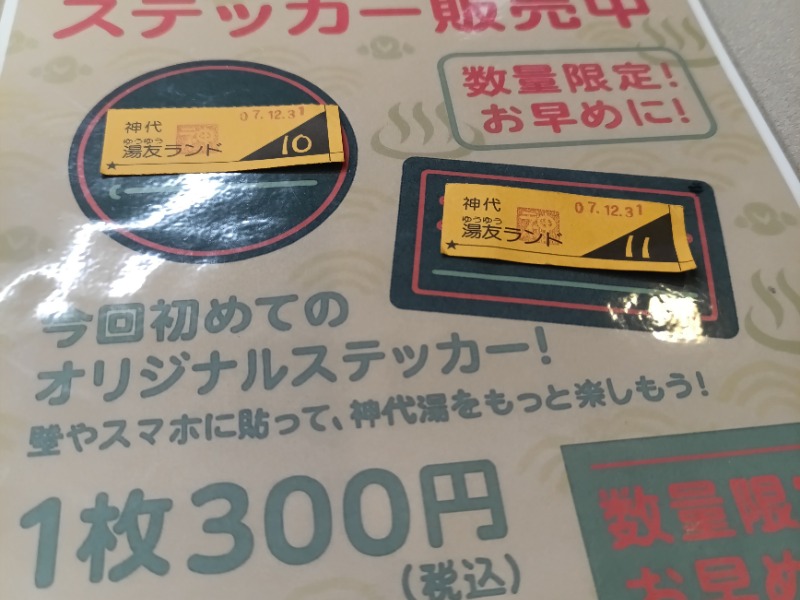 ステッカー販売中
数量限定!
お早めに!
神代
神
07.12.31
ゆうゆう
湯友ランド
★
10
神代
神
07.12.31
ゆうゆう
湯友ランド
★
11
今回初めての
オリジナルステッカー!
壁やスマホに貼って、神代湯をもっと楽しもう!
1枚300円
(税込)
数量限定
お早め